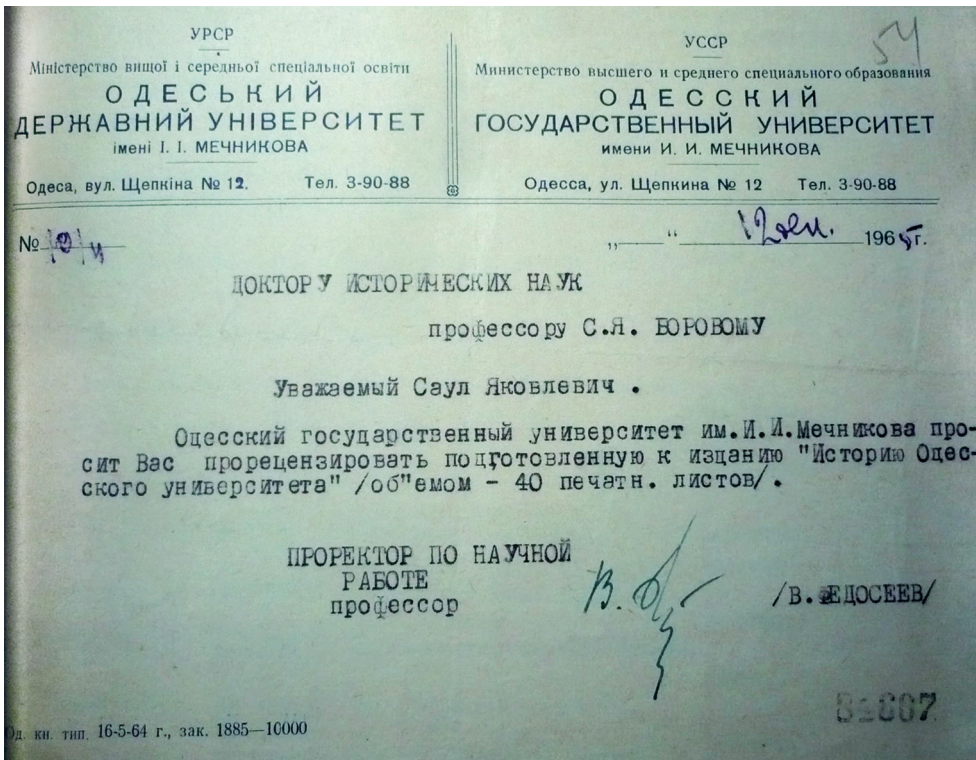 54
УРСР
Міністерство вищої і середньої спеціальної освіти
ОДЕСЬКИЙ
ДЕРЖАВНИЙ УНІВЕРСИТЕТ
імені І. І. МЕЧНИКОВА
Одеса, вул. Щепкіна № 12. Тел. 3-90-88
УССР
Министерство высшего и среднего специального образования
ОДЕССКИЙ
ГОСУДАРСТВЕННЫЙ УНИВЕРСИТЕТ
имени И. И. МЕЧНИКОВА
Одесса, ул. Щепкина № 12 Тел. 3-90-88
№
„ “ 12 1965 г.
ДОКТОРУ ИСТОРИЧЕСКИХ НАУК
профессору С.Я. БОРОВОМУ
Уважаемый Саул Яковлевич .
Одесский государственный университет им.И.И.Мечникова про-
сит Вас прорецензировать подготовленную к изданию "Историю Одес-
ского университета" /об"емом - 40 печатн. листов/.
ПРОРЕКТОР ПО НАУЧНОЙ
РАБОТЕ
профессор /В.ФЕДОСЕЕВ/
Од. кн. тип. 16-5-64 г., зак. 1885—10000